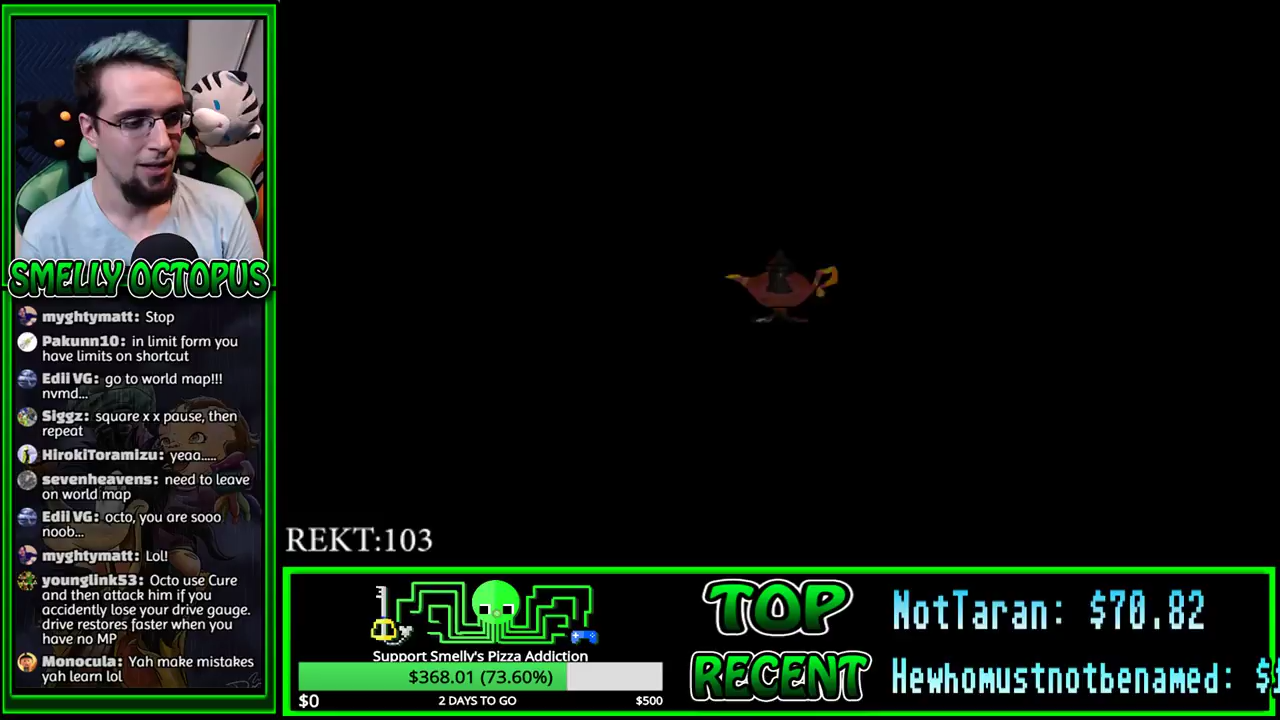 SMELLY OCTOPUS
myghtymatt: Stop
Pakunn10: in limit form you
have limits on shortcut
Edii VG: go to world map!!!
nvmd...
Siggz: square x x pause, then
repeat
HirokiToramizu: yeaa.....
sevenheavens: need to leave
on world map
Edii VG: octo, you are sooo
noob...
myghtymatt: Lol!
younglink53: Octo use Cure
and then attack him if you
accidently lose your drive gauge.
drive restores faster when you
have no MP
Monocula: Yah make mistakes
yah learn lol
REKT:103
Support Smelly's Pizza Addiction
$368.01 (73.60%)
$0 2 DAYS TO GO $500
TOP NotTaran: $70.82
RECENT Hewhomustnotbenamed: